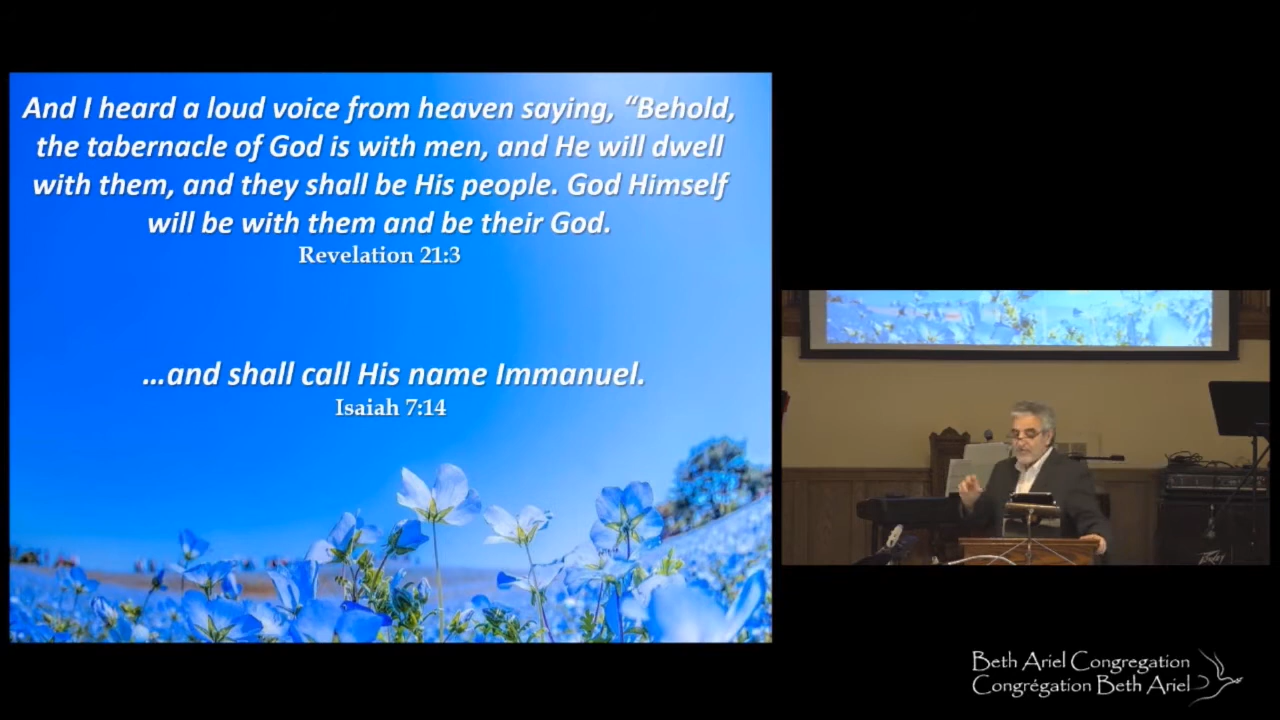 And I heard a loud voice from heaven saying, “Behold,
the tabernacle of God is with men, and He will dwell
with them, and they shall be His people. God Himself
will be with them and be their God.
Revelation 21:3
…and shall call His name Immanuel.
Isaiah 7:14
Peavey
Beth Ariel Congregation
Congrégation Beth Ariel